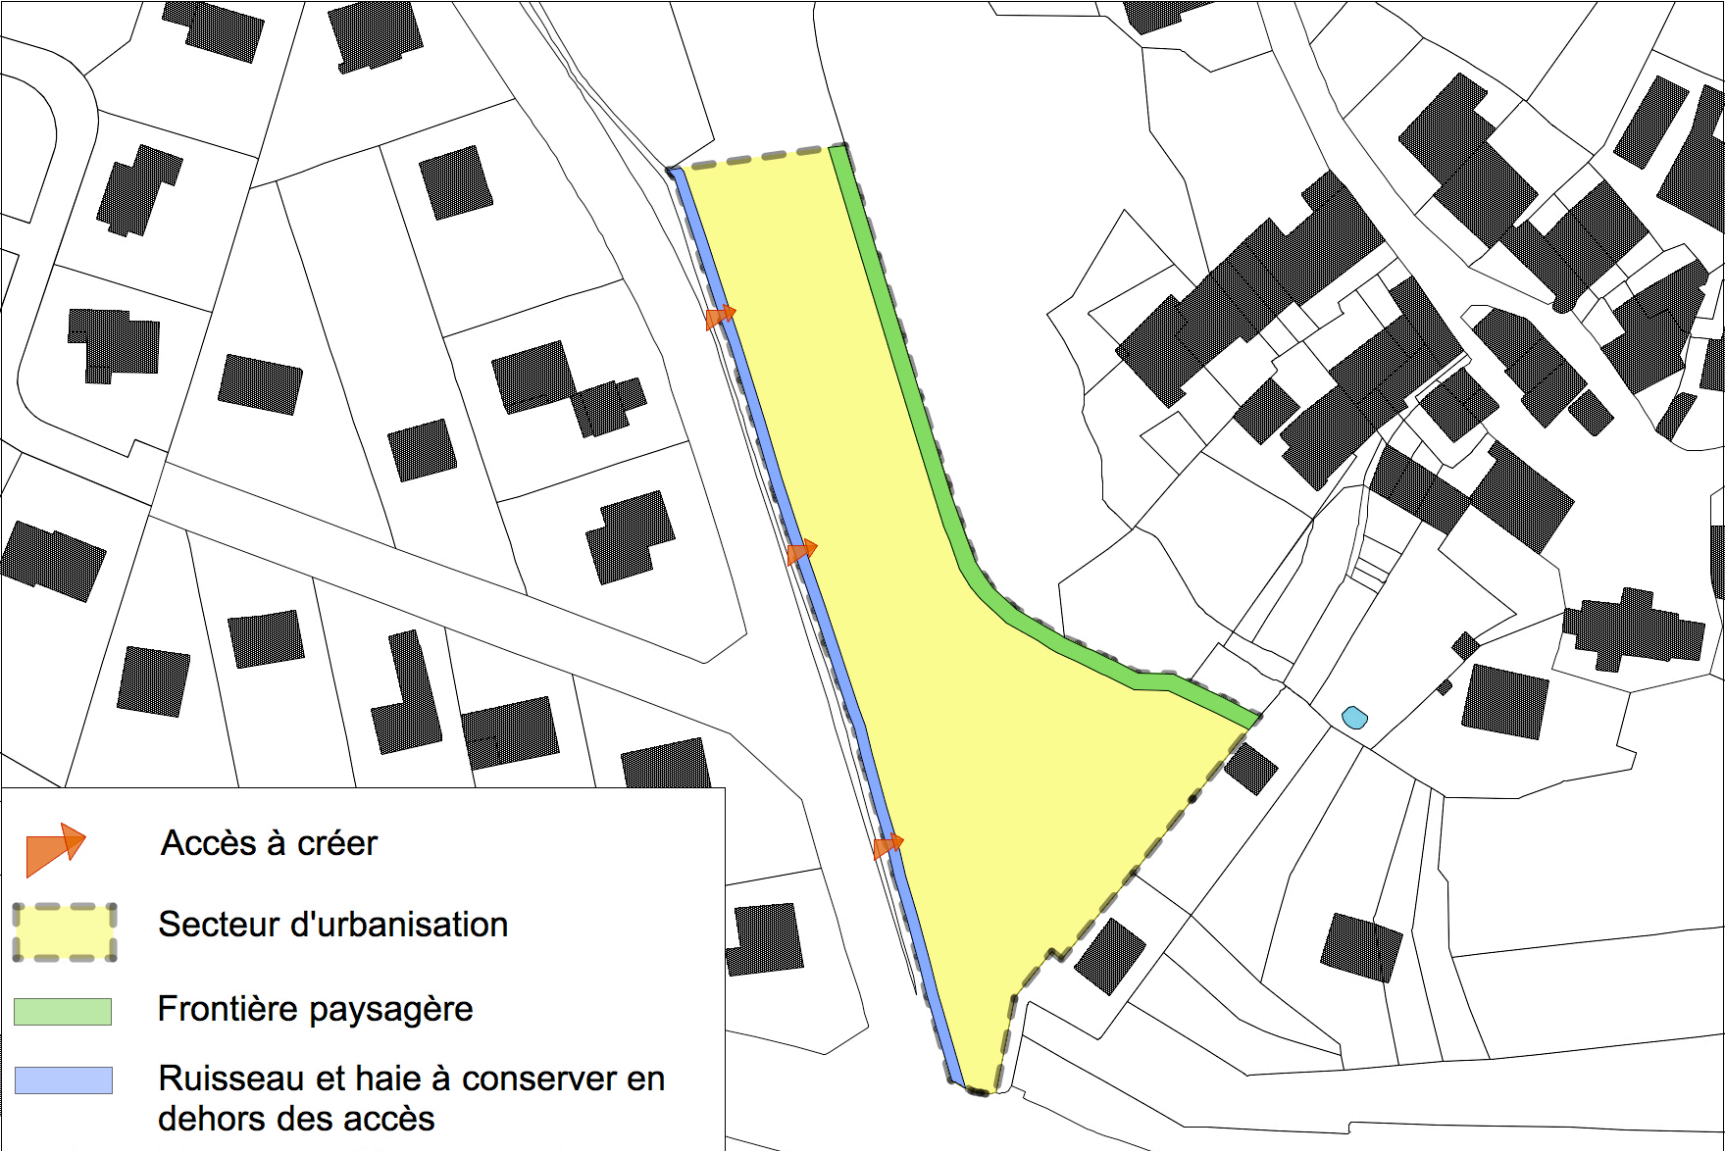 Accès à créer
Secteur d'urbanisation
Frontière paysagère
Ruisseau et haie à conserver en
dehors des accès